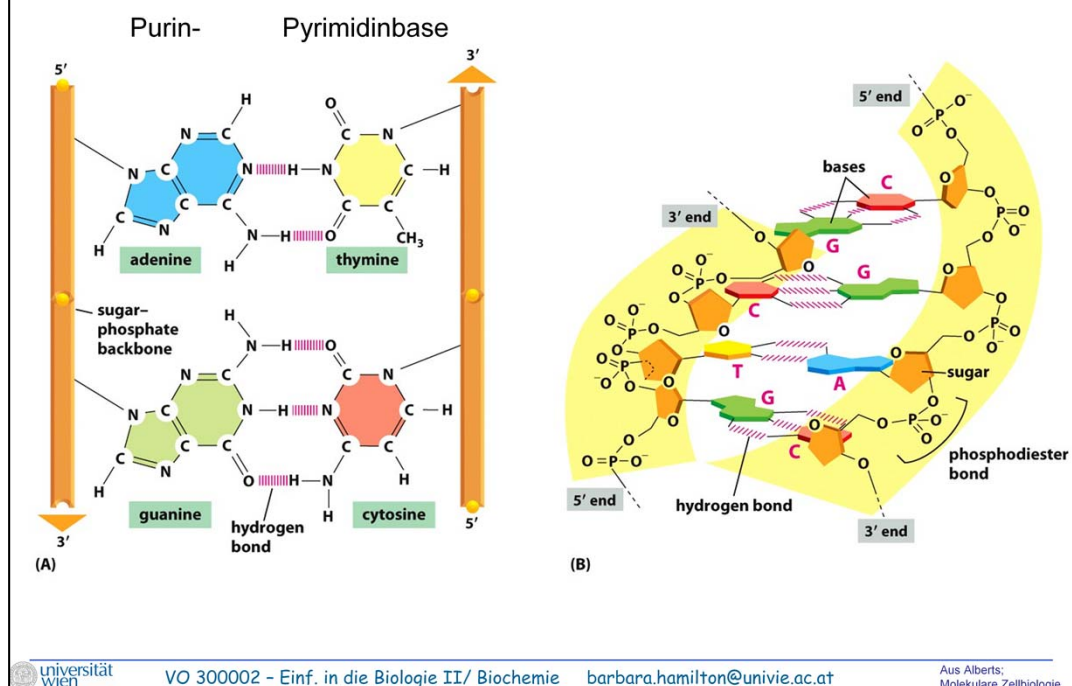 Purin- Pyrimidinbase
5′
3′
H
O
N
C
C
N
N
C
C
N
H
N
C
H
C
C
N
C
C
C
H
N
N
H
O
CH3
H
H
adenine
thymine
sugar–
phosphate
backbone
H
N
H
O
N
C
C
C
N
H
N
C
H
N
C
C
N
C
C
C
H
N
O
H
N
H
H
H
guanine
hydrogen
bond
cytosine
3′
5′
(A)
5′ end
O
P
O−
O
O
bases
C
3′ end
O
G
O
O
P
O
O−
O
O−
O
P
O
O
G
C
O
O
O
O−
O
P
O
O
P
O
O−
O
O
P
O
O−
O
O
T
A
sugar
G
O
O
P
O−
O
O
C
O
O
P
O−
O
phosphodiester
bond
5′ end
hydrogen bond
3′ end
(B)
universität
wien
VO 300002 – Einf. in die Biologie II/ Biochemie barbara.hamilton@univie.ac.at
Aus Alberts;
Molekulare Zellbiologie